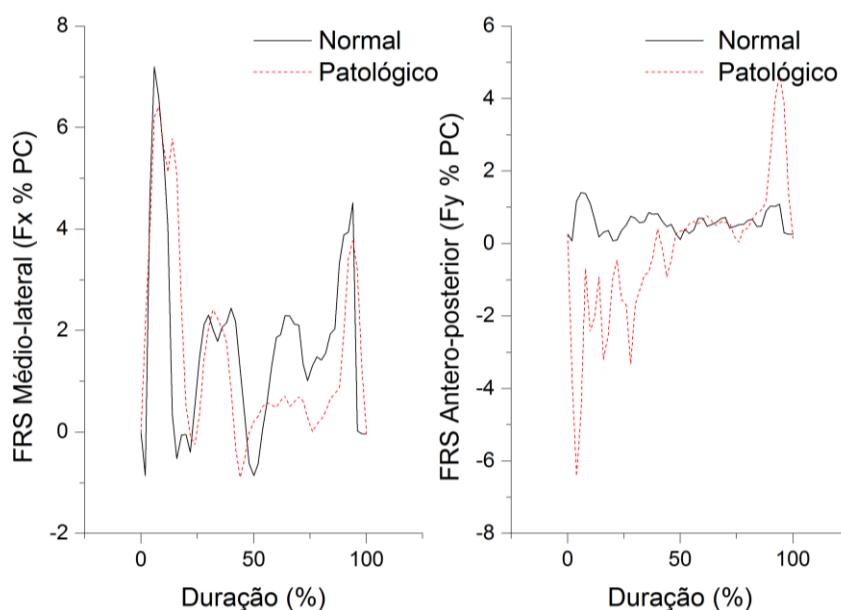 FRS Médio-lateral (Fx % PC)
8
6
4
2
0
-2
0
50
100
Duração (%)
Normal
Patológico
FRS Antero-posterior (Fy % PC)
6
4
2
0
-2
-4
-6
-8
0
50
100
Duração (%)
Normal
Patológico